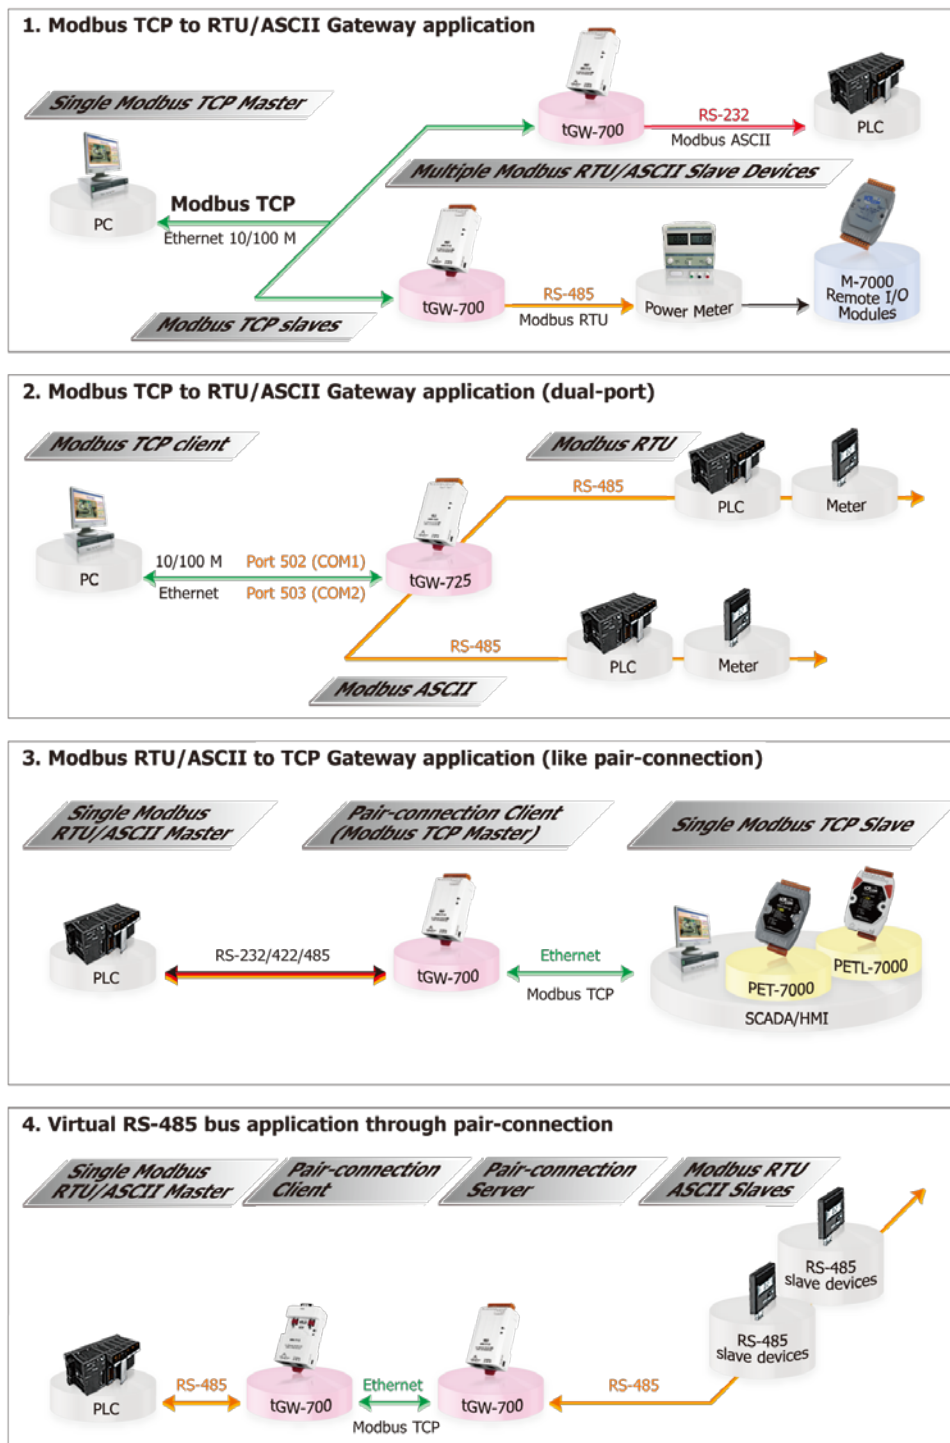 1. Modbus TCP to RTU/ASCII Gateway application
Single Modbus TCP Master
tGW-700
RS-232
Modbus ASCII
PLC
PC
Modbus TCP
Ethernet 10/100 M
Multiple Modbus RTU/ASCII Slave Devices
Modbus TCP slaves
tGW-700
RS-485
Modbus RTU
Power Meter
M-7000
Remote I/O
Modules
2. Modbus TCP to RTU/ASCII Gateway application (dual-port)
Modbus TCP client
Modbus RTU
RS-485
PLC
Meter
PC
10/100 M
Ethernet
Port 502 (COM1)
Port 503 (COM2)
tGW-725
RS-485
PLC
Meter
Modbus ASCII
3. Modbus RTU/ASCII to TCP Gateway application (like pair-connection)
Single Modbus
RTU/ASCII Master
Pair-connection Client
(Modbus TCP Master)
Single Modbus TCP Slave
PLC
RS-232/422/485
tGW-700
Ethernet
Modbus TCP
PET-7000
PETL-7000
SCADA/HMI
4. Virtual RS-485 bus application through pair-connection
Single Modbus
RTU/ASCII Master
Pair-connection
Client
Pair-connection
Server
Modbus RTU
ASCII Slaves
RS-485
slave devices
RS-485
slave devices
PLC
RS-485
tGW-700
Ethernet
Modbus TCP
tGW-700
RS-485